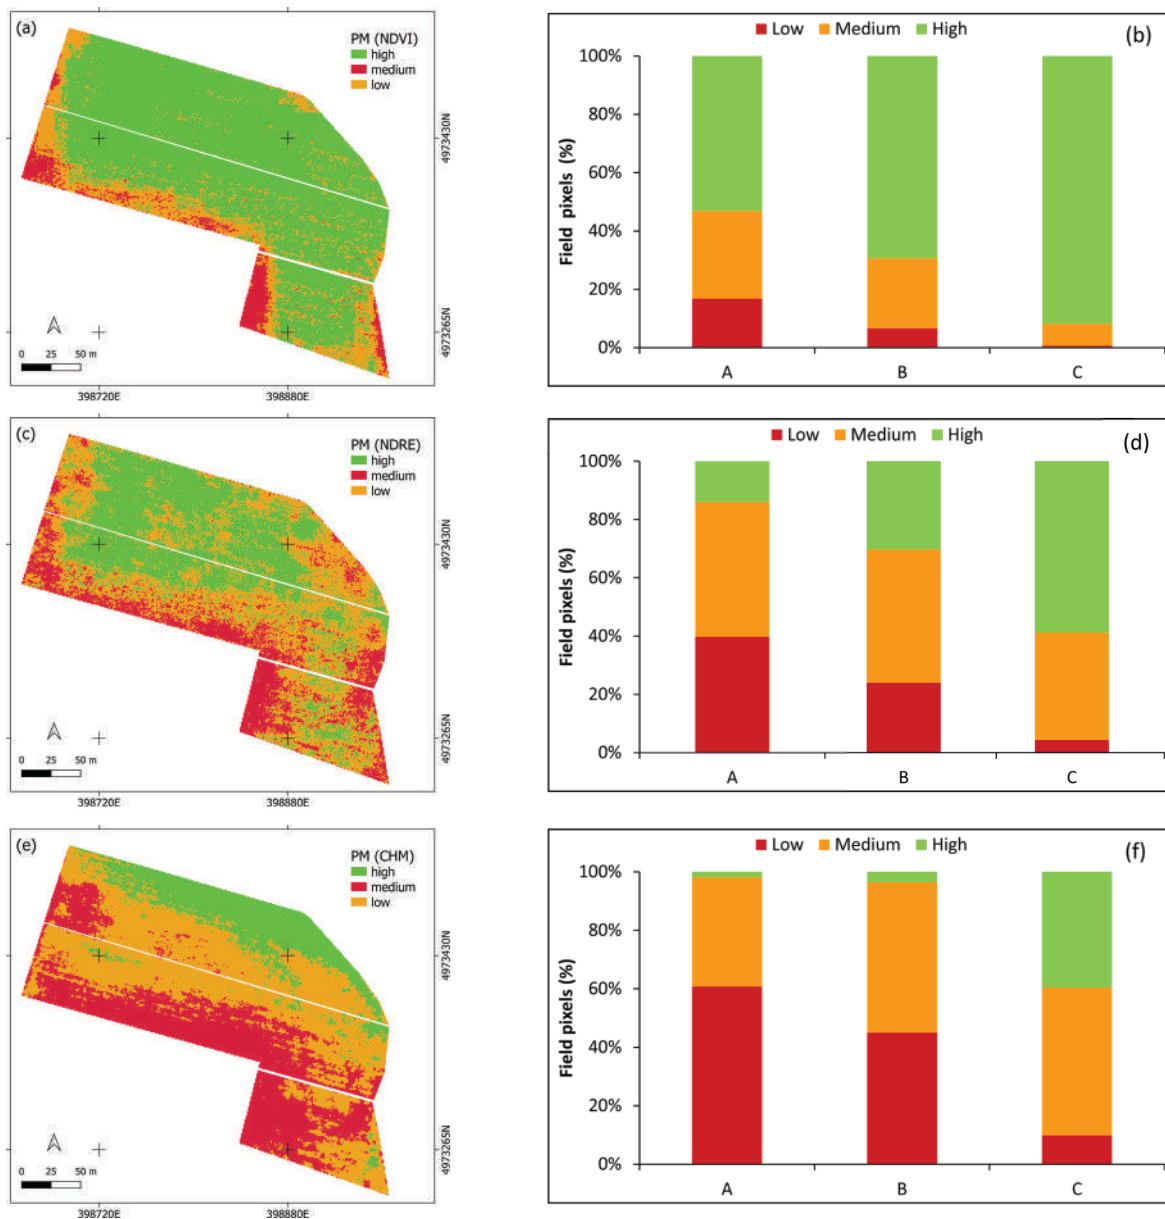 (a)
PM (NDVI)
high
medium
low
4973430N
4973265N
0 25 50 m
398720E 398880E
Low Medium High
(b)
Field pixels (%)
100%
80%
60%
40%
20%
0%
A B C
(c)
PM (NDRE)
high
medium
low
4973430N
4973265N
0 25 50 m
398720E 398880E
Low Medium High
(d)
Field pixels (%)
100%
80%
60%
40%
20%
0%
A B C
(e)
PM (CHM)
high
medium
low
4973430N
4973265N
0 25 50 m
398720E 398880E
Low Medium High
(f)
Field pixels (%)
100%
80%
60%
40%
20%
0%
A B C